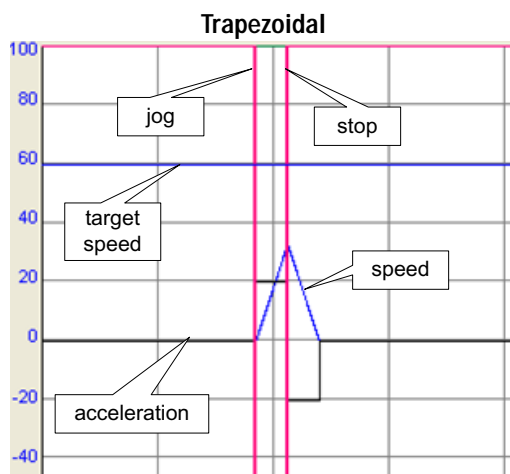 Trapezoidal
100
80
60
40
20
0
-20
-40
jog
stop
target
speed
speed
acceleration